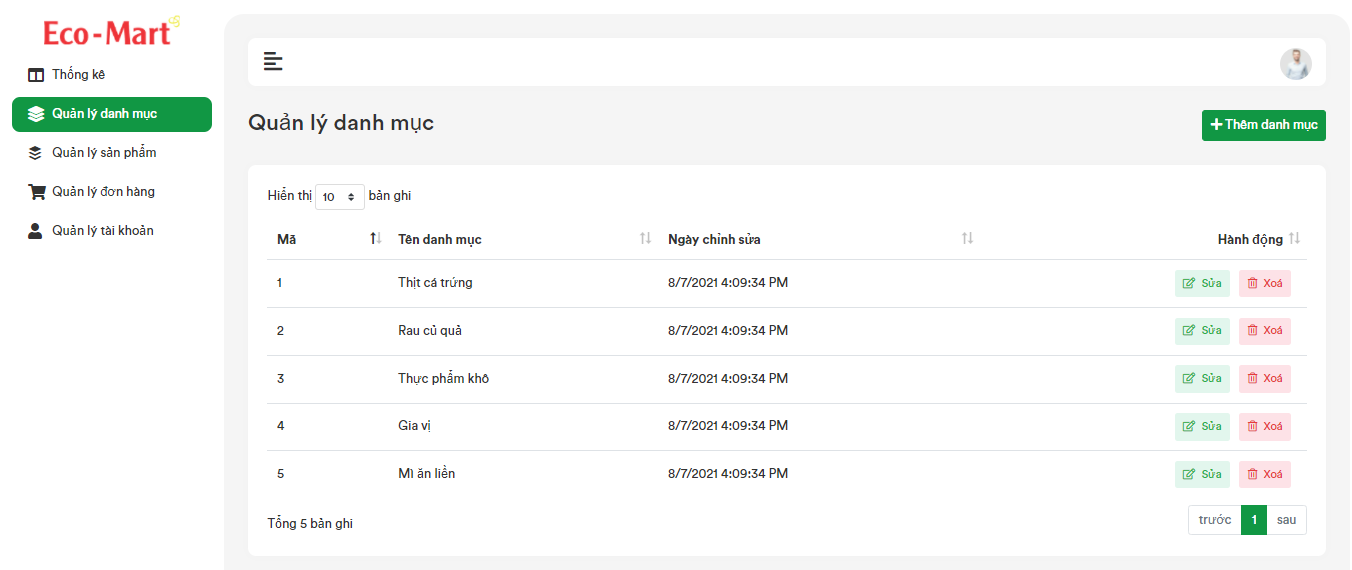 Eco-Mart
Thống kê
Quản lý danh mục
Quản lý sản phẩm
Quản lý đơn hàng
Quản lý tài khoản
Quản lý danh mục
Thêm danh mục
Hiển thị 10 bản ghi
Mã Tên danh mục Ngày chỉnh sửa Hành động
1 Thịt cá trứng 8/7/2021 4:09:34 PM Sửa Xoá
2 Rau củ quả 8/7/2021 4:09:34 PM Sửa Xoá
3 Thực phẩm khô 8/7/2021 4:09:34 PM Sửa Xoá
4 Gia vị 8/7/2021 4:09:34 PM Sửa Xoá
5 Mì ăn liền 8/7/2021 4:09:34 PM Sửa Xoá
Tổng 5 bản ghi
trước 1 sau